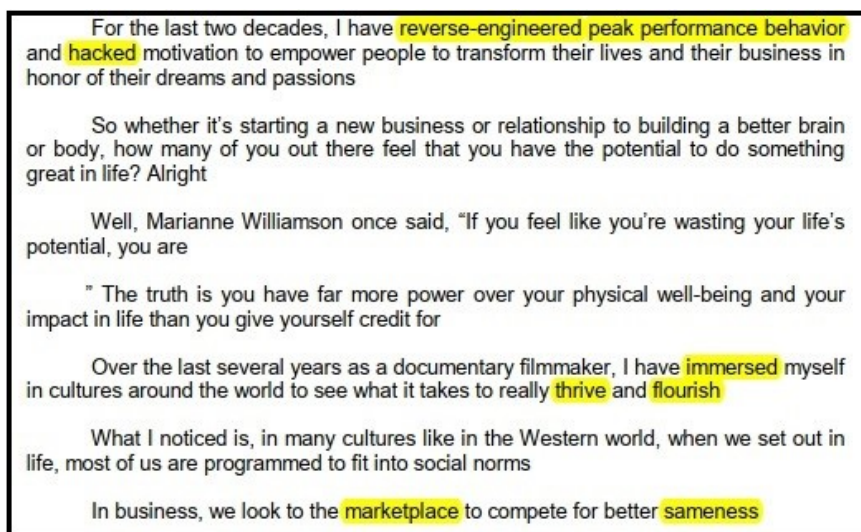 For the last two decades, I have reverse-engineered peak performance behavior
and hacked motivation to empower people to transform their lives and their business in
honor of their dreams and passions
So whether it's starting a new business or relationship to building a better brain
or body, how many of you out there feel that you have the potential to do something
great in life? Alright
Well, Marianne Williamson once said, “If you feel like you're wasting your life's
potential, you are
” The truth is you have far more power over your physical well-being and your
impact in life than you give yourself credit for
Over the last several years as a documentary filmmaker, I have immersed myself
in cultures around the world to see what it takes to really thrive and flourish
What I noticed is, in many cultures like in the Western world, when we set out in
life, most of us are programmed to fit into social norms
In business, we look to the marketplace to compete for better sameness